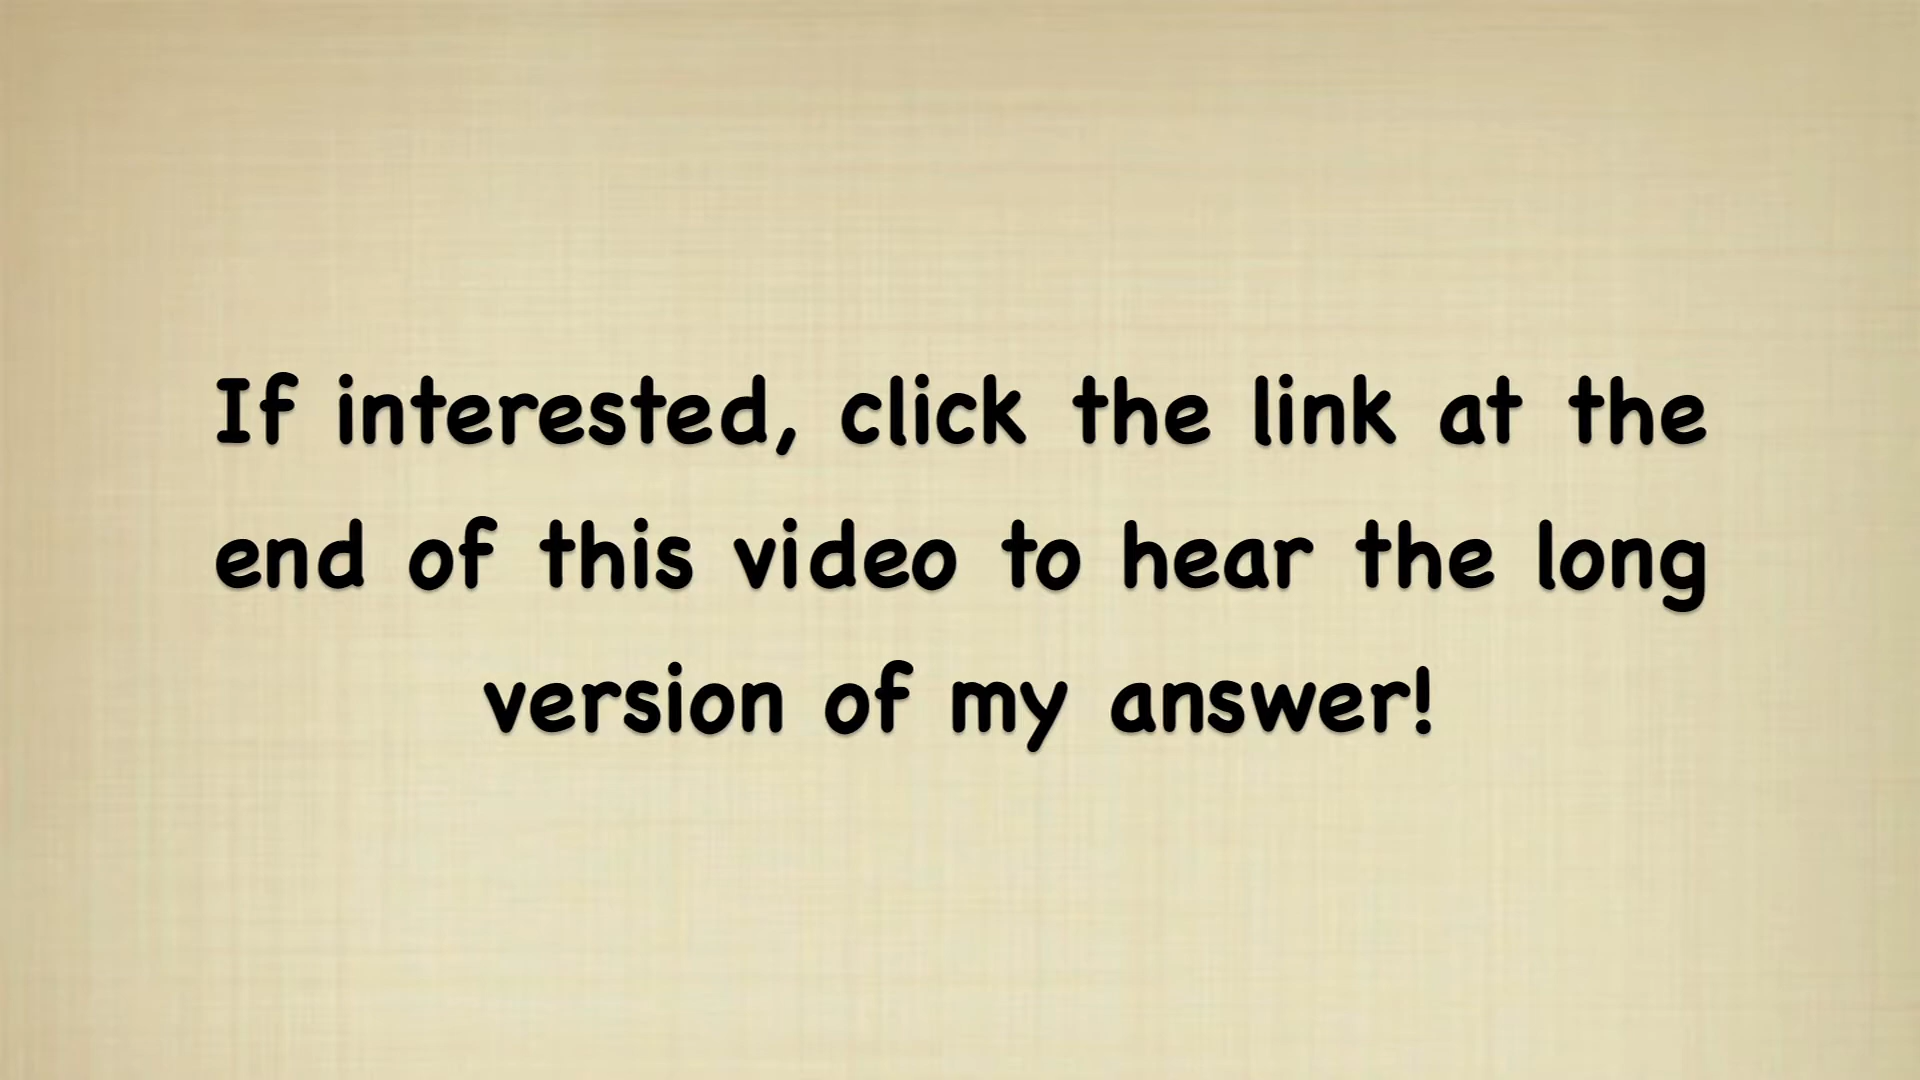 If interested, click the link at the
end of this video to hear the long
version of my answer!